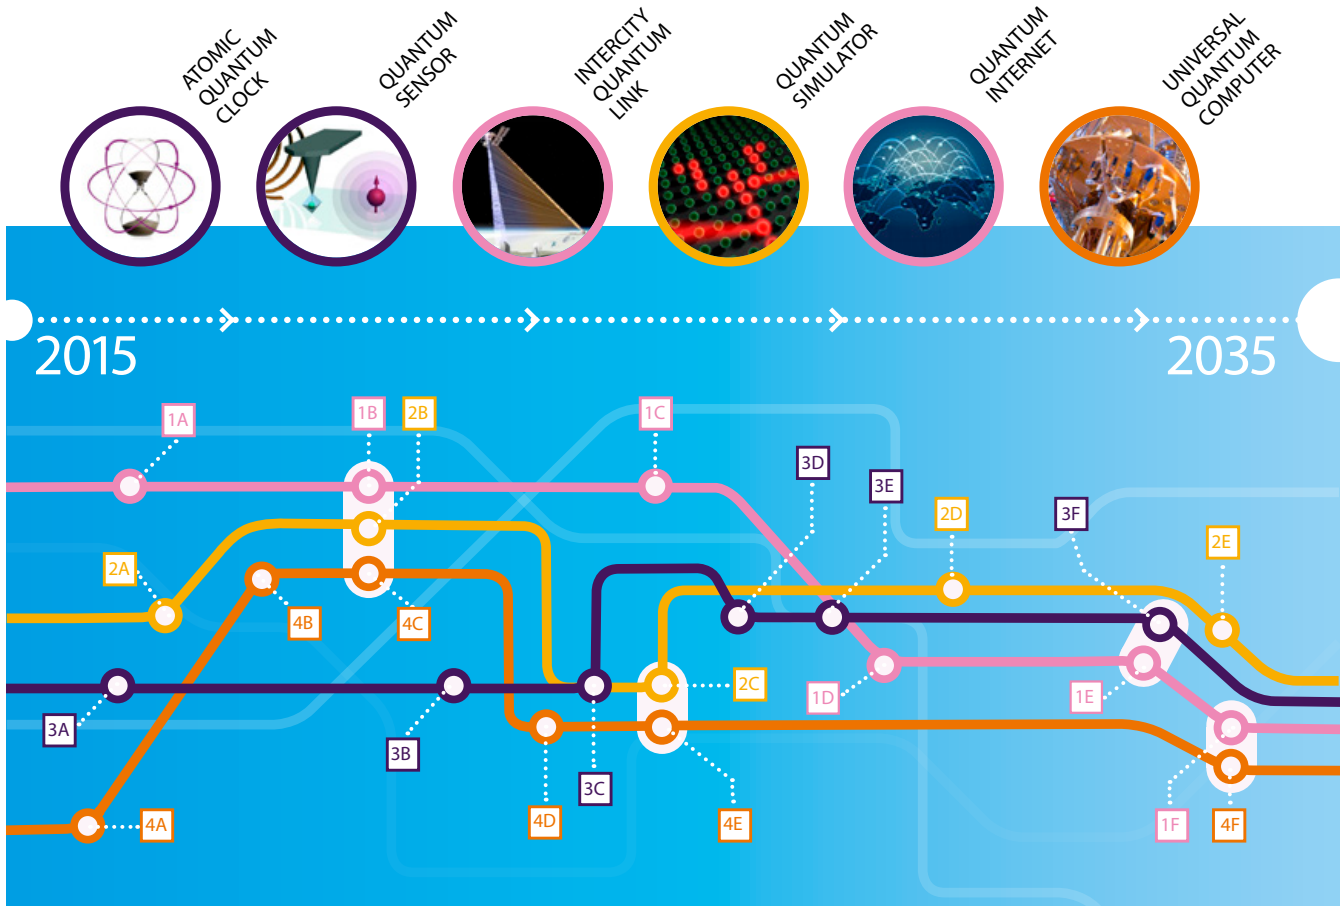 ATOMIC
QUANTUM
CLOCK
QUANTUM
SENSOR
INTERCITY
QUANTUM
LINK
QUANTUM
SIMULATOR
QUANTUM
INTERNET
UNIVERSAL
QUANTUM
COMPUTER
2015
2035
1A
1B
2B
1C
3D
3E
2D
3F
2E
2A
4B
4C
2C
1D
1E
3A
3B
3C
4A
4D
4E
1F
4F